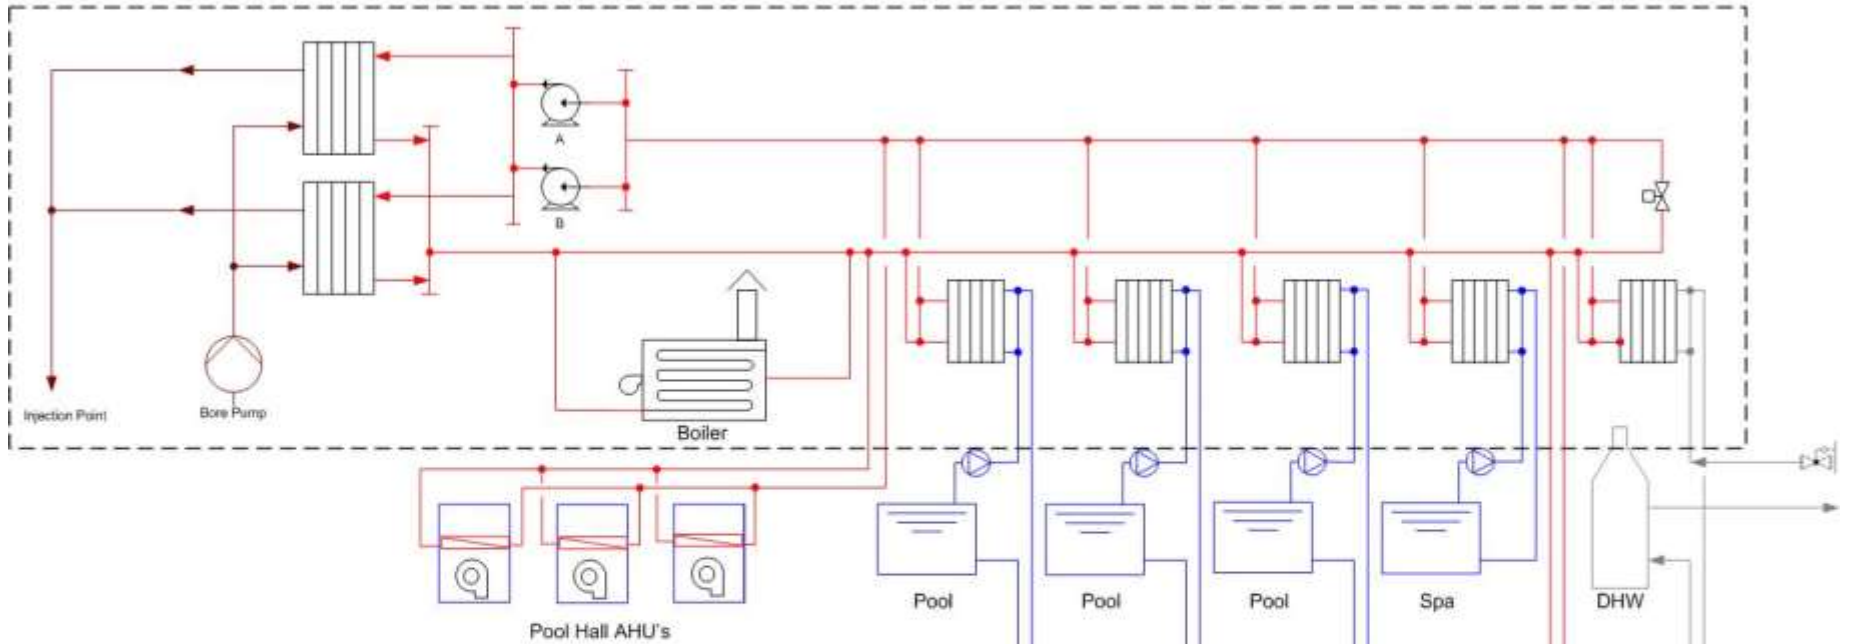 A
B
Injection Point
Bore Pump
Boiler
Pool Hall AHU's
Pool
Pool
Pool
Spa
DHW